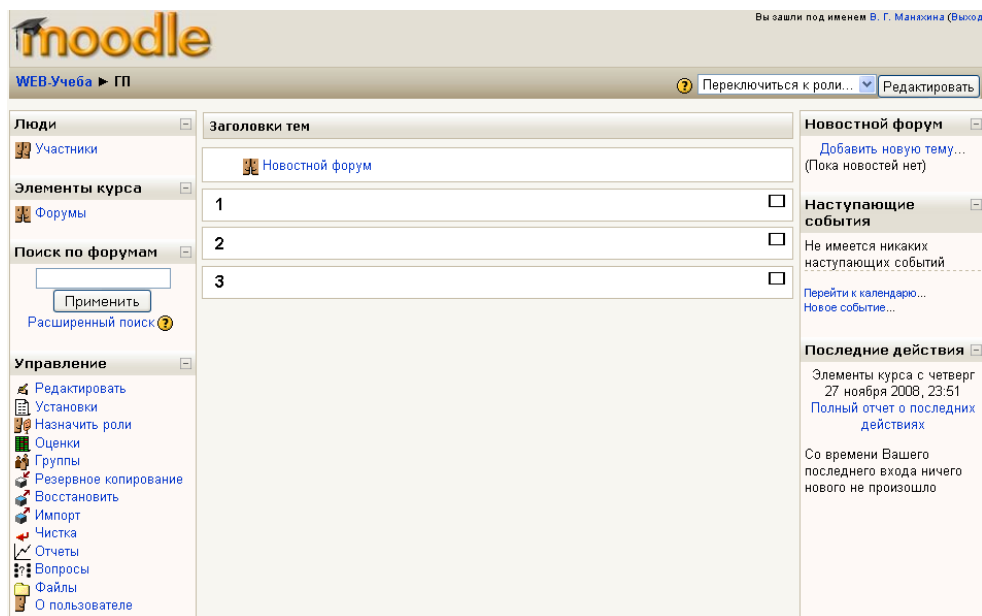 moodle
Вы зашли под именем В. Г. Маняхина (Выход
WEB-Учеба ► ГП
Переключиться к роли...
Редактировать
Люди
Участники
Элементы курса
Форумы
Поиск по форумам
Применить
Расширенный поиск
Управление
Редактировать
Установки
Назначить роли
Оценки
Группы
Резервное копирование
Восстановить
Импорт
Чистка
Отчеты
Вопросы
Файлы
О пользователе
Заголовки тем
Новостной форум
1
2
3
Новостной форум
Добавить новую тему...
(Пока новостей нет)
Наступающие
события
Не имеется никаких
наступающих событий
Перейти к календарю...
Новое событие...
Последние действия
Элементы курса с четверг
27 ноября 2008, 23:51
Полный отчет о последних
действиях
Со времени Вашего
последнего входа ничего
нового не произошло